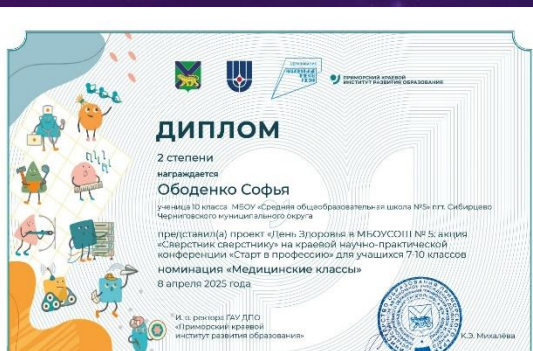 ПРИМОРСКИЙ КРАЕВОЙ
ИНСТИТУТ РАЗВИТИЯ ОБРАЗОВАНИЯ
ДИПЛОМ
2 степени
награждается
Ободенко Софья
ученица 10 класса МБОУ «Средняя общеобразовательная школа №5» пгт. Сибирцево
Черниговского муниципального округа
представил(а) проект «День Здоровья в МБОУСОШ № 5: акция
«Сверстник сверстнику» на краевой научно-практической
конференции «Старт в профессию» для учащихся 7-10 классов
номинация «Медицинские классы»
8 апреля 2025 года
И. о. ректора ГАУ ДПО
«Приморский краевой
институт развития образования»
К.Э. Михалёва